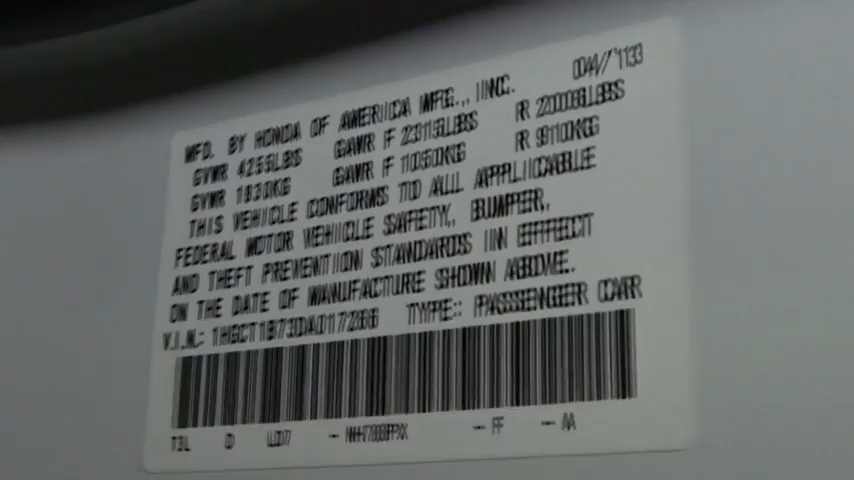 MFD. BY HONDA OF AMERICA MFG., INC. 04/13
GVWR 4255LBS GAWR F 2315LBS R 2006LBS
GVWR 1930KG GAWR F 1050KG R 910KG
THIS VEHICLE CONFORMS TO ALL APPLICABLE
FEDERAL MOTOR VEHICLE SAFETY, BUMPER,
AND THEFT PREVENTION STANDARDS IN EFFECT
ON THE DATE OF MANUFACTURE SHOWN ABOVE.
V.I.N.: TYPE: PASSENGER CAR